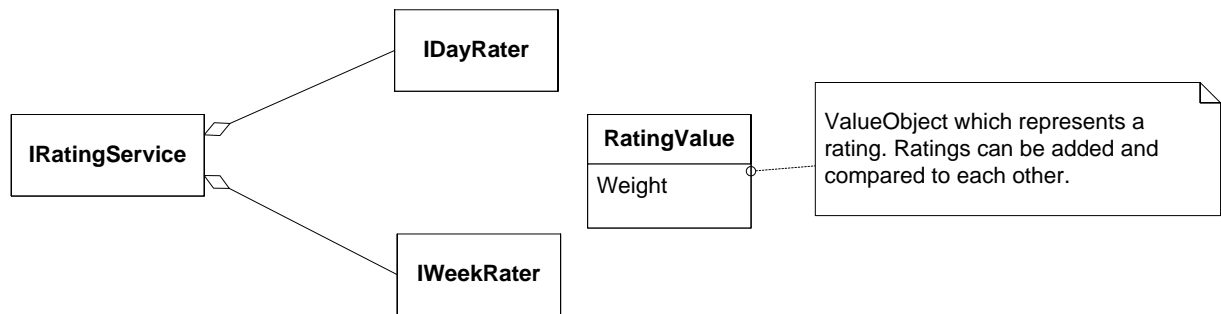 IDayRater
IRatingService
IWeekRater
RatingValue
Weight
ValueObject which represents a
rating. Ratings can be added and
compared to each other.